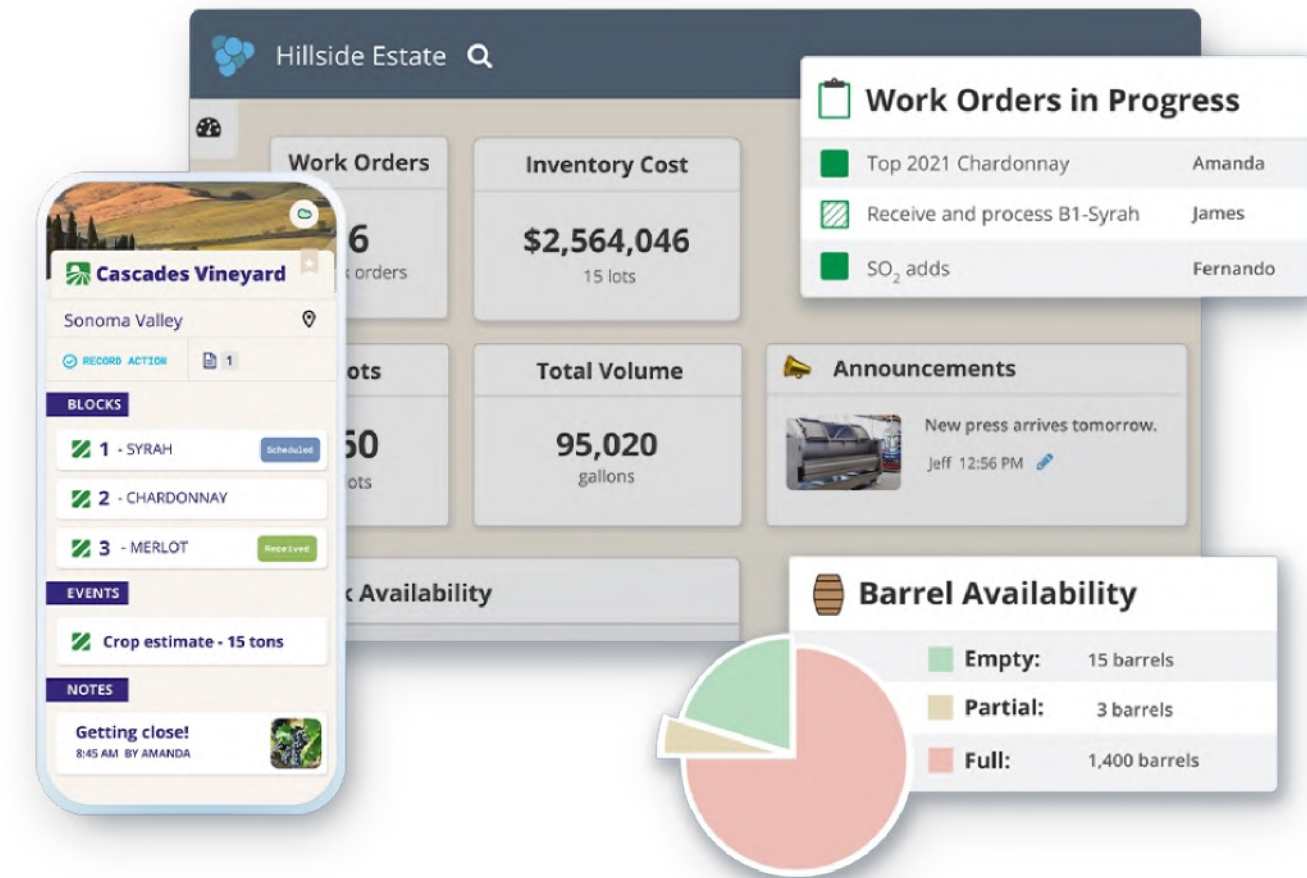 Hillside Estate
Work Orders
6
orders
Inventory Cost
$2,564,046
15 lots
Work Orders in Progress
Top 2021 Chardonnay Amanda
Receive and process B1-Syrah James
SO₂ adds Fernando
Cascades Vineyard
Sonoma Valley
RECORD ACTION 1
BLOCKS
1 - SYRAH Scheduled
2 - CHARDONNAY
3 - MERLOT Received
EVENTS
Crop estimate - 15 tons
NOTES
Getting close!
8:45 AM BY AMANDA
ots
50
ots
Total Volume
95,020
gallons
Announcements
New press arrives tomorrow.
Jeff 12:56 PM
Availability
Barrel Availability
Empty: 15 barrels
Partial: 3 barrels
Full: 1,400 barrels